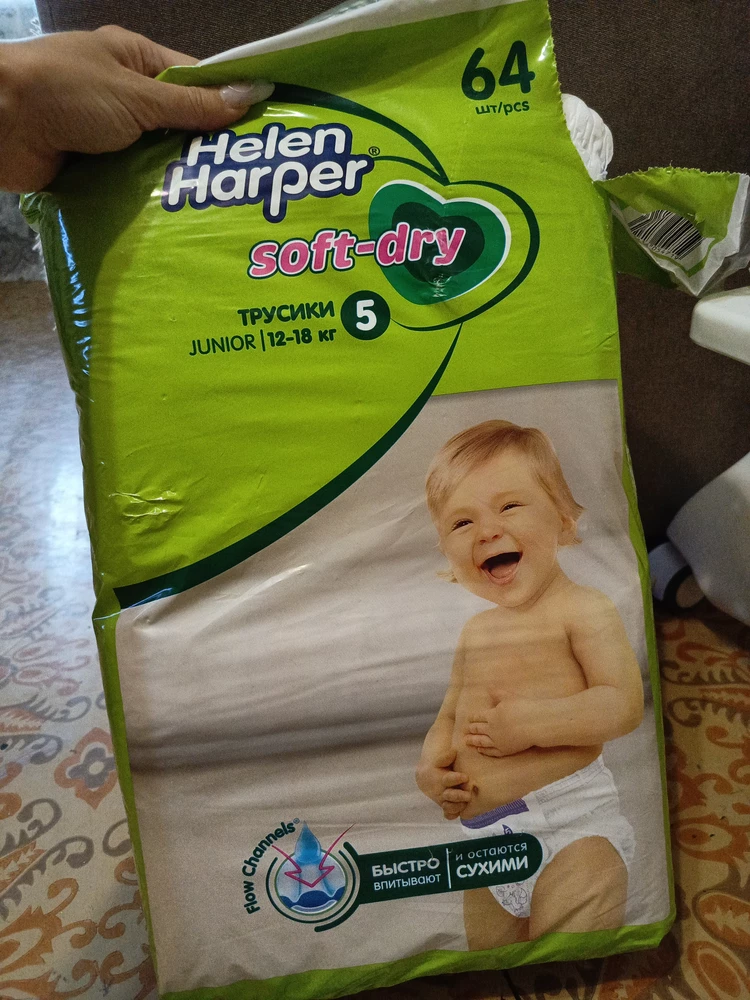 64
шт/pcs
Helen
Harper®
soft-dry
ТРУСИКИ 5
JUNIOR | 12-18 кг
Flow Channels®
БЫСТРО
ВПИТЫВАЮТ
и остаются
СУХИМИ